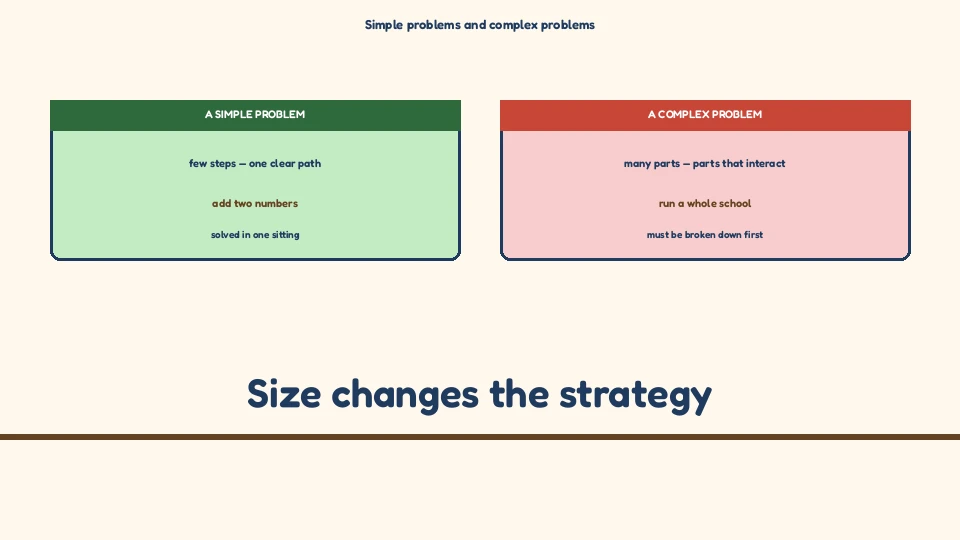 Simple problems and complex problems
A SIMPLE PROBLEM
few steps – one clear path
add two numbers
solved in one sitting
A COMPLEX PROBLEM
many parts – parts that interact
run a whole school
must be broken down first
Size changes the strategy